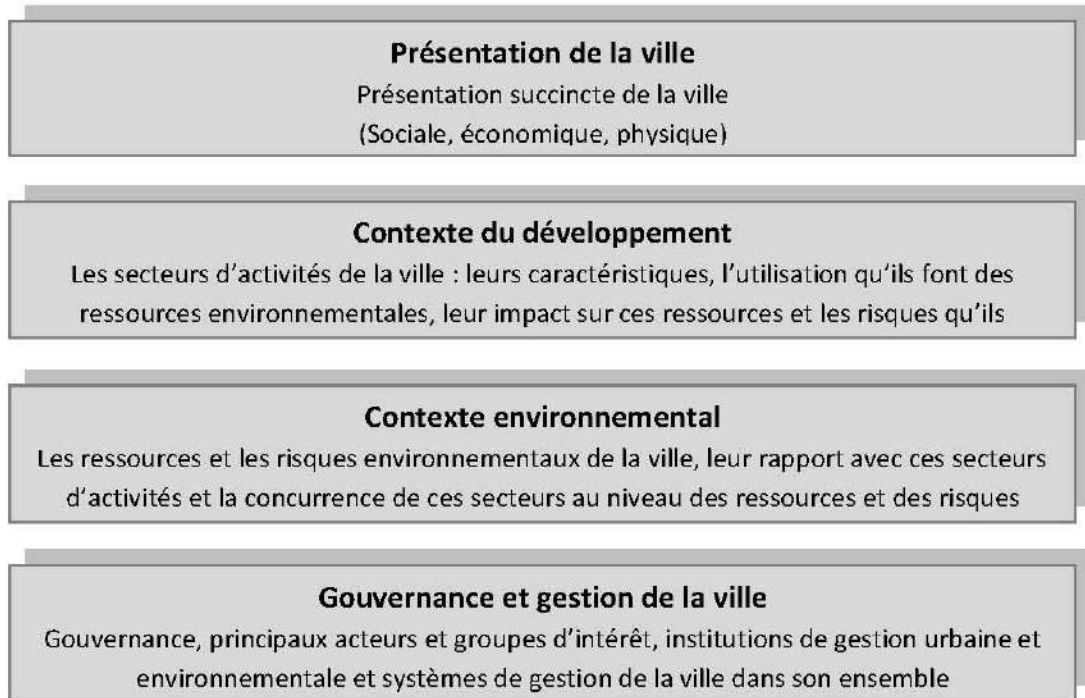 Présentation de la ville
Présentation succincte de la ville
(Sociale, économique, physique)
Contexte du développement
Les secteurs d'activités de la ville : leurs caractéristiques, l'utilisation qu'ils font des
ressources environnementales, leur impact sur ces ressources et les risques qu'ils
Contexte environnemental
Les ressources et les risques environnementaux de la ville, leur rapport avec ces secteurs
d'activités et la concurrence de ces secteurs au niveau des ressources et des risques
Gouvernance et gestion de la ville
Gouvernance, principaux acteurs et groupes d'intérêt, institutions de gestion urbaine et
environnementale et systèmes de gestion de la ville dans son ensemble